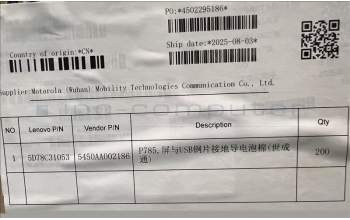 PO:*4502295186*
Country of origin:*CN*
Ship date:*2025-08-03*
Supplier:Motorola (Wuhan) Mobility Technologies Communication Co., Ltd.
NO Lenovo P/N Vendor P/N Description Qty
1 5D78C31053 5450AA002186 P785,屏与USB钢片接地导电泡棉(世成通) 200